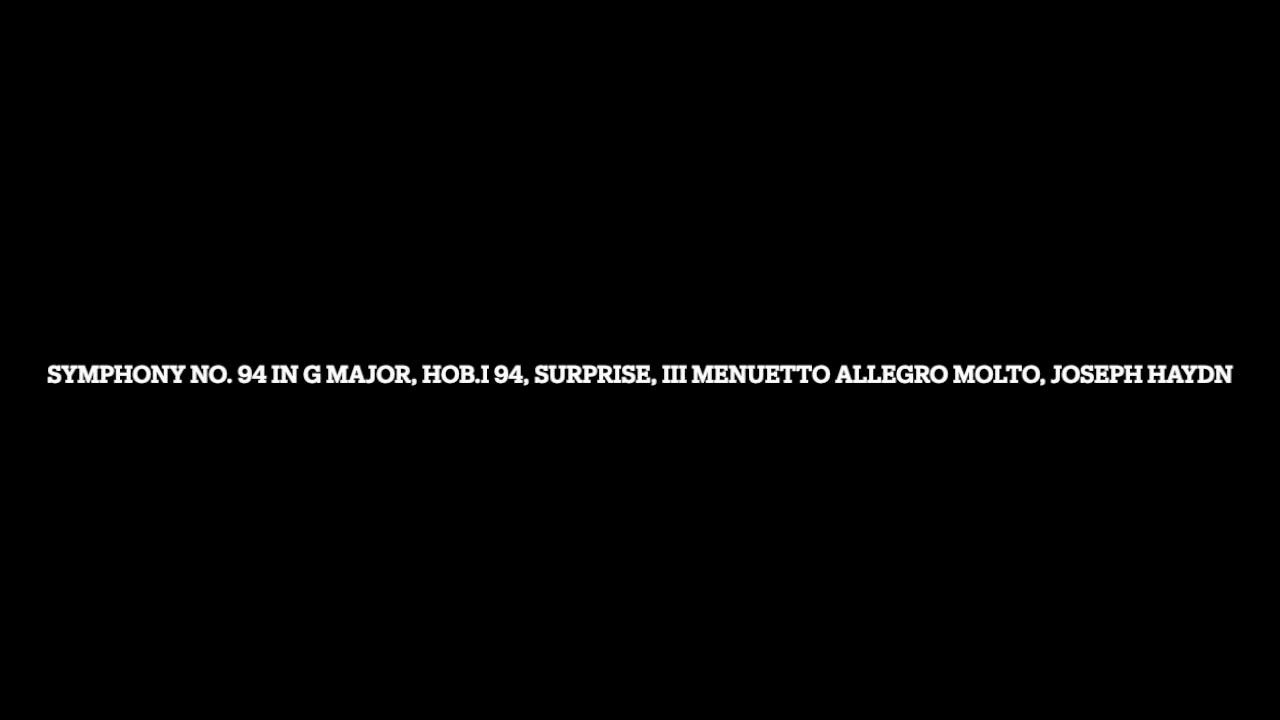 SYMPHONY NO. 94 IN G MAJOR, HOB.I 94, SURPRISE, III MENUETTO ALLEGRO MOLTO, JOSEPH HAYDN